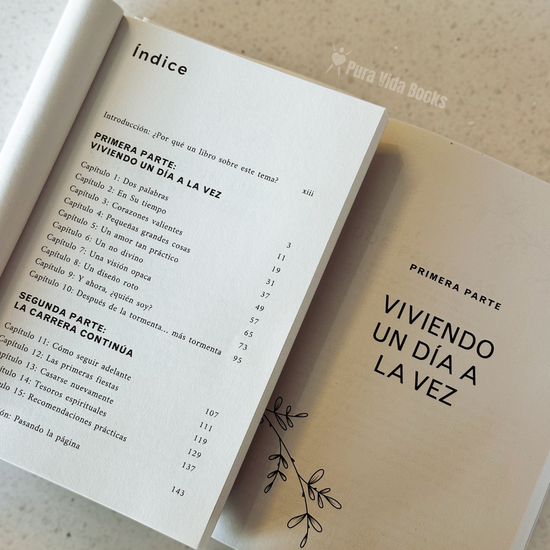 Índice
Introducción: ¿Por qué un libro sobre este tema? xiii
PRIMERA PARTE:
VIVIENDO UN DÍA A LA VEZ
Capítulo 1: Dos palabras 3
Capítulo 2: En Su tiempo 11
Capítulo 3: Corazones valientes 19
Capítulo 4: Pequeñas grandes cosas 31
Capítulo 5: Un amor tan práctico 37
Capítulo 6: Un no divino 49
Capítulo 7: Una visión opaca 57
Capítulo 8: Un diseño roto 65
Capítulo 9: Y ahora, ¿quién soy? 73
Capítulo 10: Después de la tormenta... más tormenta 95
SEGUNDA PARTE:
LA CARRERA CONTINÚA
Capítulo 11: Cómo seguir adelante 107
Capítulo 12: Las primeras fiestas 111
pítulo 13: Casarse nuevamente 119
ulo 14: Tesoros espirituales 129
lo 15: Recomendaciones prácticas 137
ón: Pasando la página 143
Pura Vida Books
PRIMERA PARTE
VIVIENDO
UN DÍA A
LA VEZ